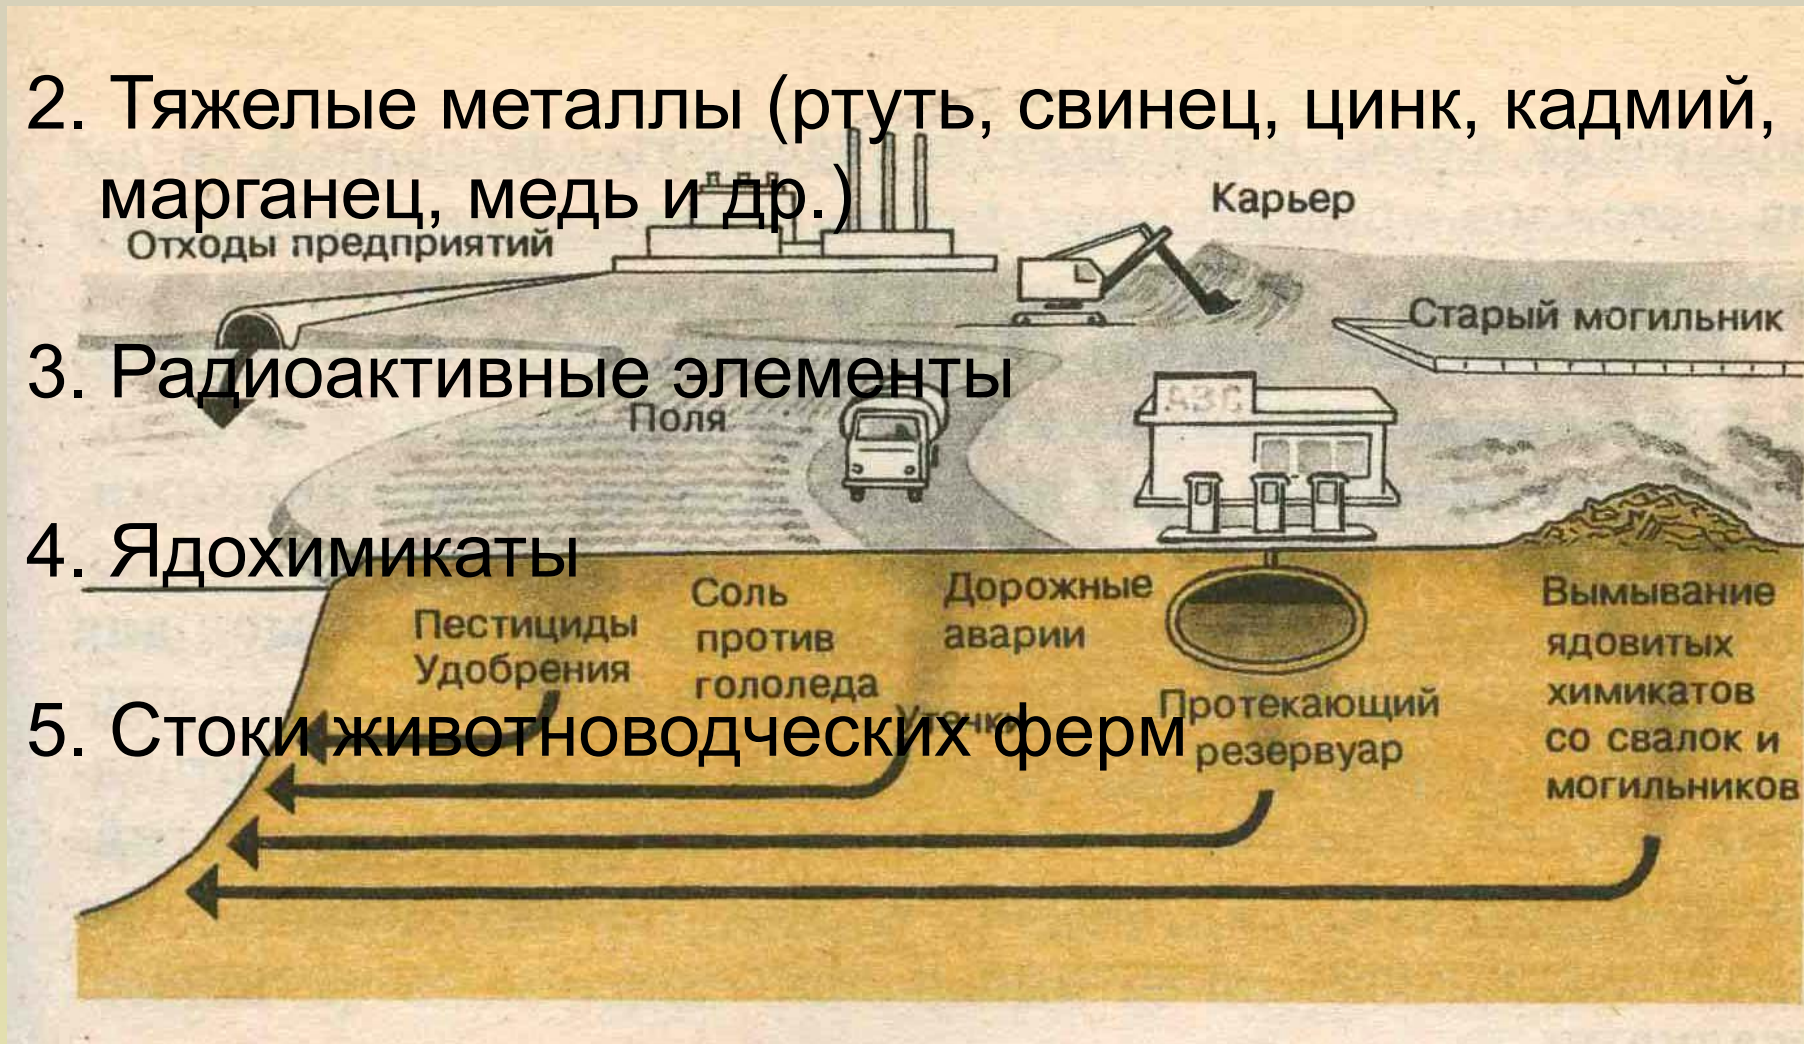 2. Тяжелые металлы (ртуть, свинец, цинк, кадмий,
марганец, медь и др.)
Карьер
Отходы предприятий
Старый могильник
3. Радиоактивные элементы
АЗС
Поля
4. Ядохимикаты
Пестициды
Удобрения
Соль
против
гололеда
Дорожные
аварии
Утечки
Протекающий
резервуар
Вымывание
ядовитых
химикатов
со свалок и
могильников
5. Стоки животноводческих ферм